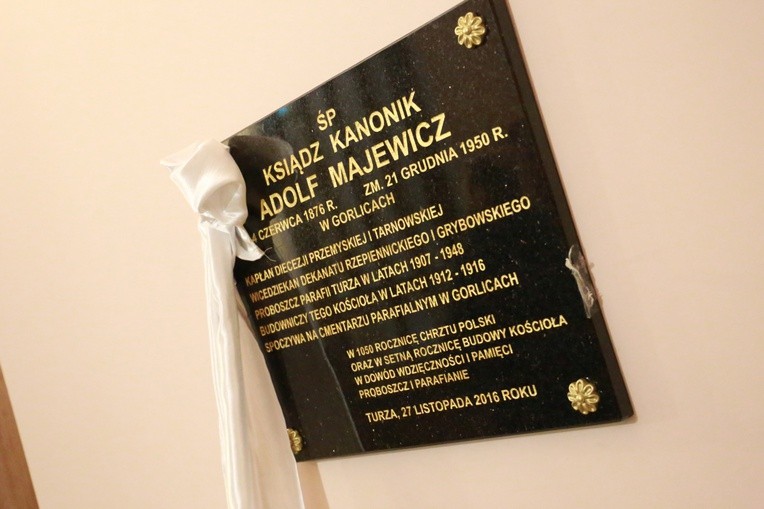 ŚP
KSIĄDZ KANONIK
ADOLF MAJEWICZ
4 CZERWCA 1876 R. ZM. 21 GRUDNIA 1950 R.
W GORLICACH
KAPŁAN DIECEZJI PRZEMYSKIEJ I TARNOWSKIEJ
WICEDZIEKAN DEKANATU RZEPIENNICKIEGO I GRYBOWSKIEGO
PROBOSZCZ PARAFII TURZA W LATACH 1907 - 1948
BUDOWNICZY TEGO KOŚCIOŁA W LATACH 1912 - 1916
SPOCZYWA NA CMENTARZU PARAFIALNYM W GORLICACH
W 1050 ROCZNICĘ CHRZTU POLSKI
ORAZ W SETNĄ ROCZNICĘ BUDOWY KOŚCIOŁA
W DOWÓD WDZIĘCZNOŚCI I PAMIĘCI
PROBOSZCZ I PARAFIANIE
TURZA, 27 LISTOPADA 2016 ROKU